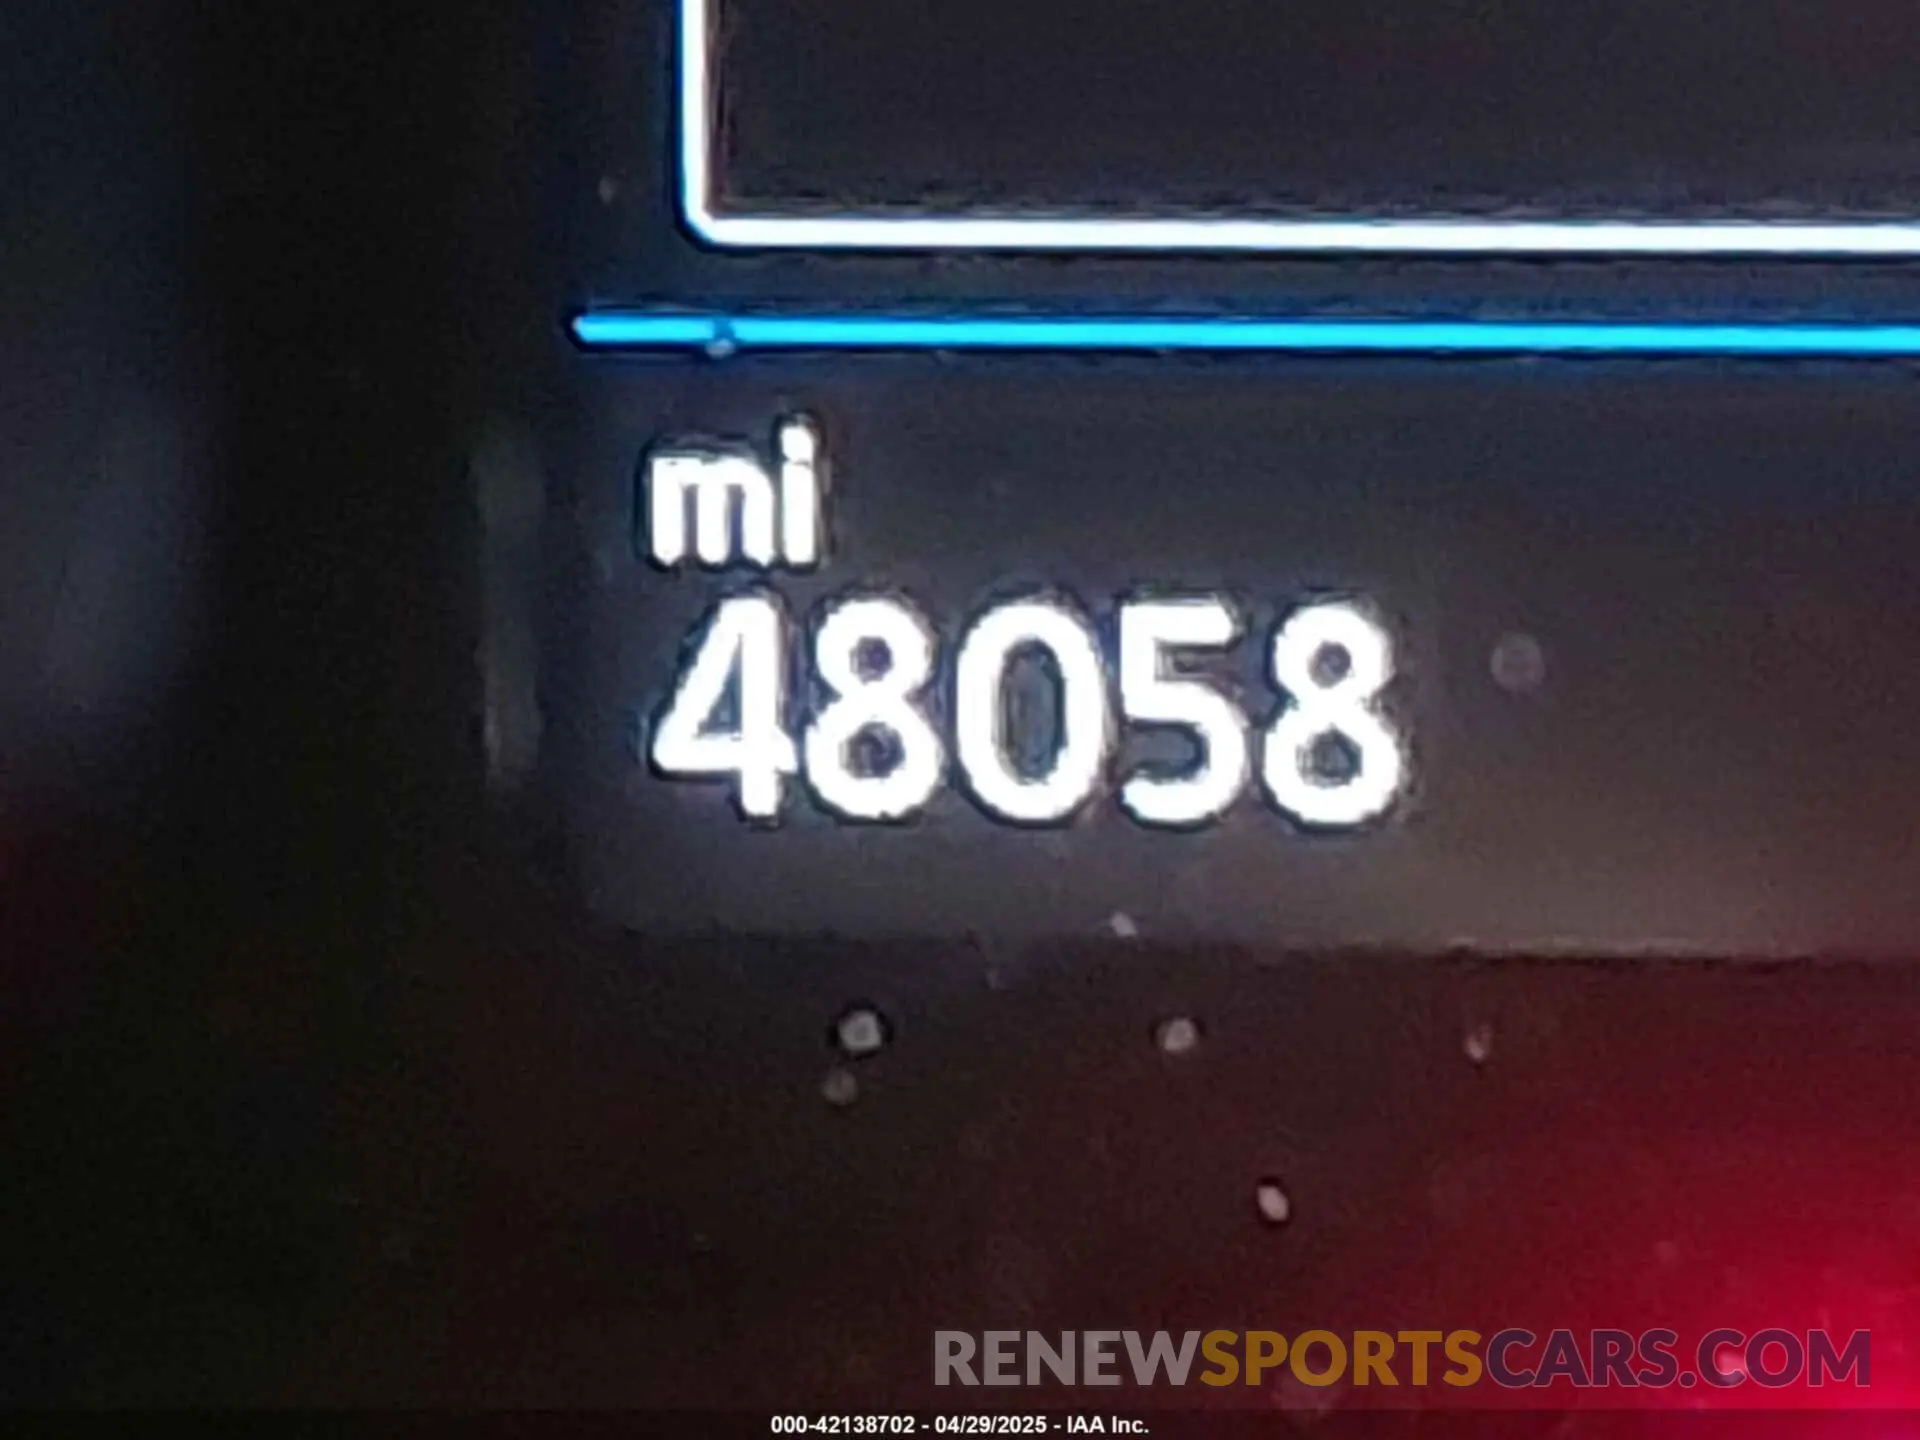 mi
48058
RENEWSPORTSCARS.COM
000-42138702 - 04/29/2025 - IAA Inc.